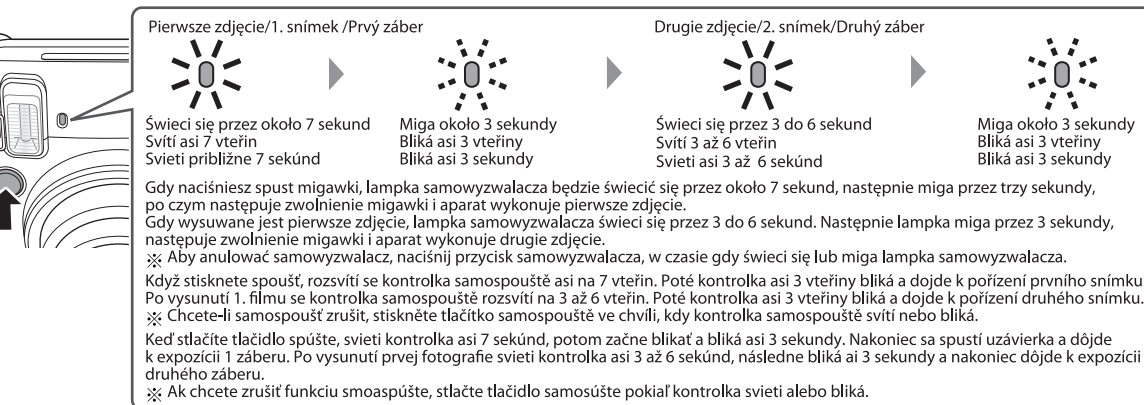 Pierwsze zdjęcie/1. snímek /Prvý záber
Drugie zdjęcie/2. snímek/Druhý záber
Świeci się przez około 7 sekund
Svítí asi 7 vteřin
Svieti približne 7 sekúnd
Miga około 3 sekundy
Bliká asi 3 vteřiny
Bliká asi 3 sekundy
Świeci się przez 3 do 6 sekund
Svítí 3 až 6 vteřin
Svieti asi 3 až 6 sekúnd
Miga około 3 sekundy
Bliká asi 3 vteřiny
Bliká asi 3 sekundy
Gdy naciśniesz spust migawki, lampka samowyzwalacza będzie świecić się przez około 7 sekund, następnie miga przez trzy sekundy,
po czym następuje zwolnienie migawki i aparat wykonuje pierwsze zdjęcie.
Gdy wysuwane jest pierwsze zdjęcie, lampka samowyzwalacza świeci się przez 3 do 6 sekund. Następnie lampka miga przez 3 sekundy,
następuje zwolnienie migawki i aparat wykonuje drugie zdjęcie.
※ Aby anulować samowyzwalacz, naciśnij przycisk samowyzwalacza, w czasie gdy świeci się lub miga lampka samowyzwalacza.
Když stisknete spoušť, rozsvítí se kontrolka samospouště asi na 7 vteřin. Poté kontrolka asi 3 vteřiny bliká a dojde k pořízení prvního snímku.
Po vysunutí 1. filmu se kontrolka samospouště rozsvítí na 3 až 6 vteřin. Poté kontrolka asi 3 vteřiny bliká a dojde k pořízení druhého snímku.
※ Chcete-li samospoušť zrušit, stiskněte tlačítko samospouště ve chvíli, kdy kontrolka samospouště svítí nebo bliká.
Keď stlačíte tlačidlo spúšte, svieti kontrolka asi 7 sekúnd, potom začne blikať a bliká asi 3 sekundy. Nakoniec sa spustí uzávierka a dôjde
k expozícii 1 záberu. Po vysunutí prvej fotografie svieti kontrolka asi 3 až 6 sekúnd, následne bliká ai 3 sekundy a nakoniec dôjde k expozícii
druhého záberu.
※ Ak chcete zrušiť funkciu smoaspúšte, stlačte tlačidlo samosúšte pokiaľ kontrolka svieti alebo bliká.